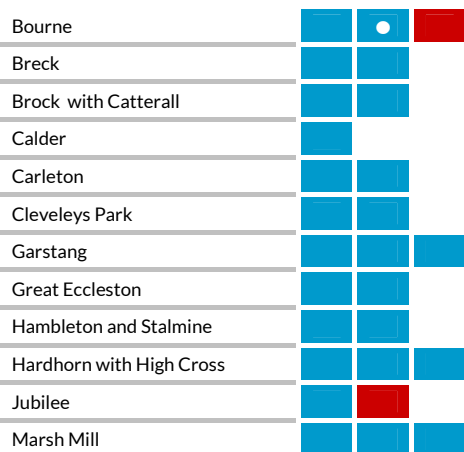 Bourne
Breck
Brock with Catterall
Calder
Carleton
Cleveleys Park
Garstang
Great Eccleston
Hambleton and Stalmine
Hardhorn with High Cross
Jubilee
Marsh Mill